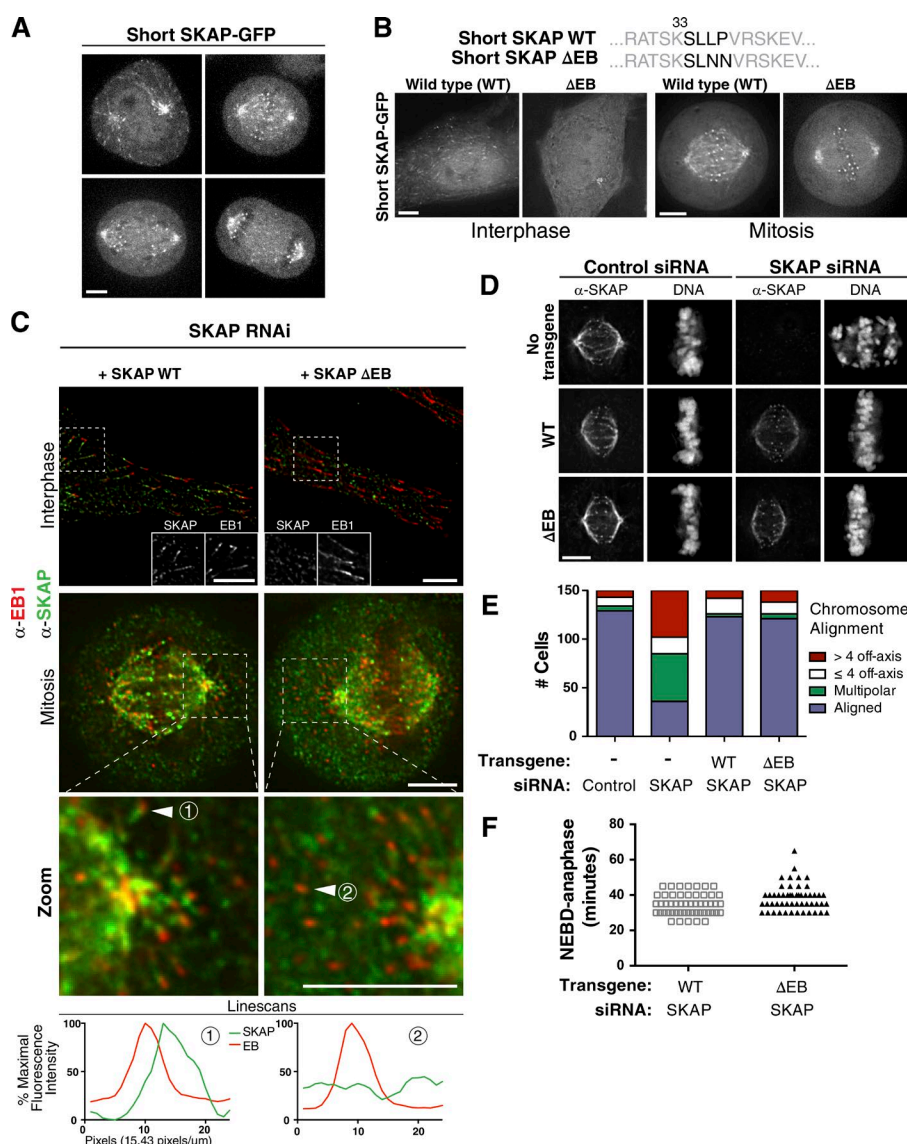 A
Short SKAP-GFP
B
33
Short SKAP WT ...RATSKSLLPVRSKEV...
Short SKAP ΔEB ...RATSKSLNNVRSKEV...
Wild type (WT) ΔEB Wild type (WT) ΔEB
Short SKAP-GFP
Interphase Mitosis
C
SKAP RNAi
+ SKAP WT + SKAP ΔEB
Interphase
SKAP EB1 SKAP EB1
α-EB1
α-SKAP
Mitosis
①
②
Zoom
Linescans
% Maximal
Fluorescence
Intensity
100
50
0
0 10 20
Pixels (15.43 pixels/um)
①
SKAP
EB
100
50
0
0 10 20
②
D
Control siRNA SKAP siRNA
α-SKAP DNA α-SKAP DNA
No
transgene
WT
ΔEB
E
# Cells
150
100
50
0
Chromosome
Alignment
> 4 off-axis
≤ 4 off-axis
Multipolar
Aligned
Transgene: - - WT ΔEB
siRNA: Control SKAP SKAP SKAP
F
NEBD-anaphase
(minutes)
80
60
40
20
0
Transgene: WT ΔEB
siRNA: SKAP SKAP